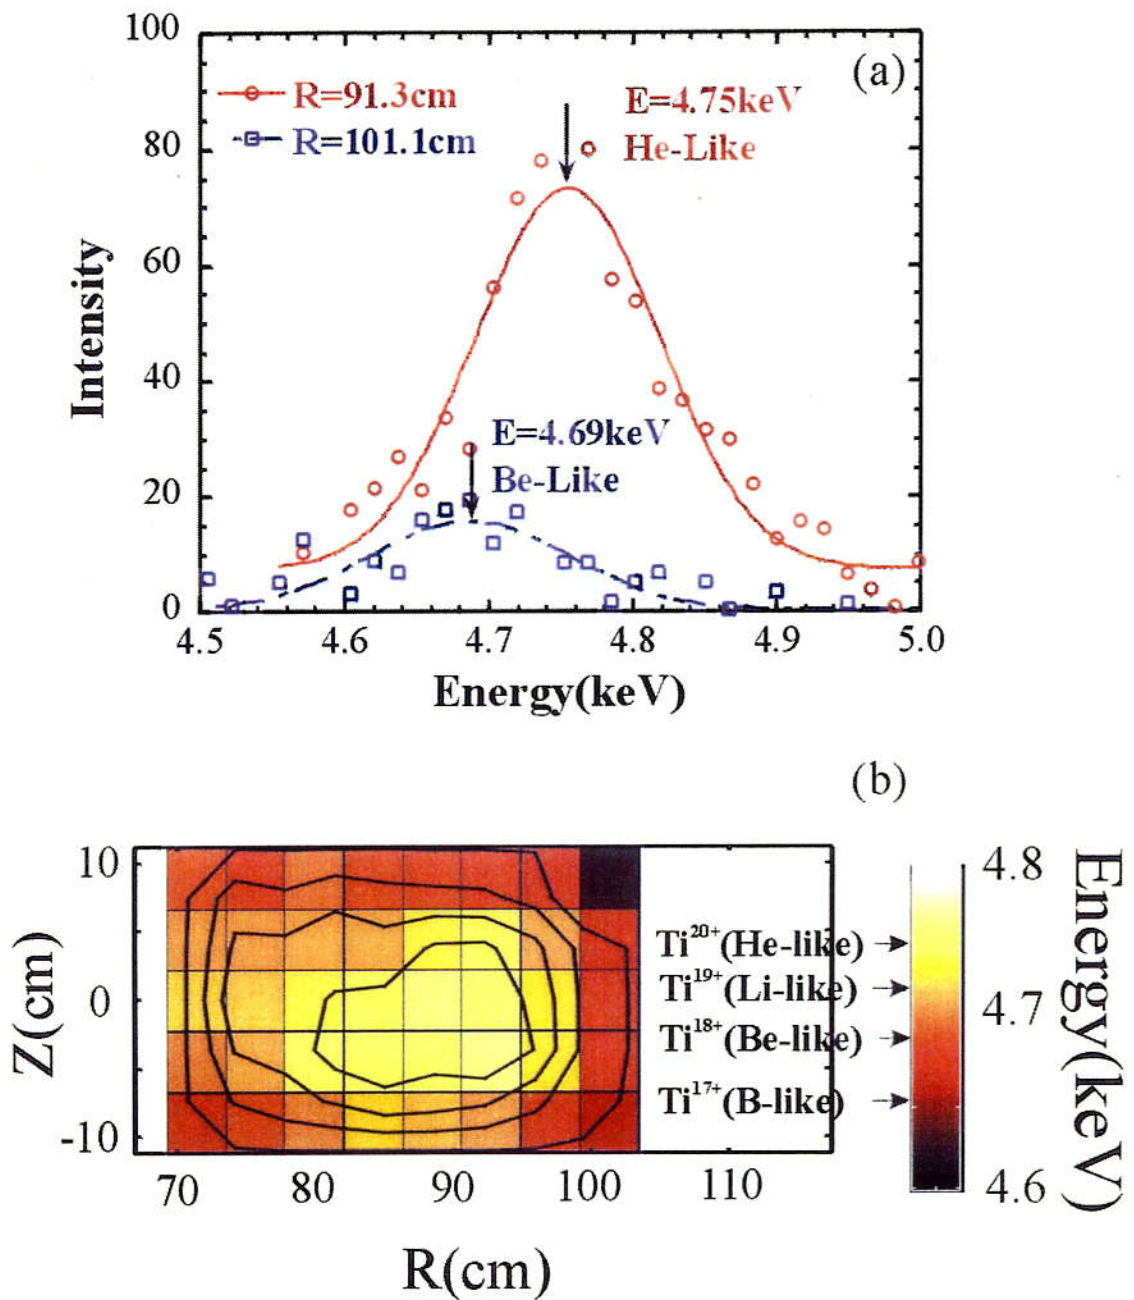 100
(a)
R=91.3cm
E=4.75keV
R=101.1cm
He-Like
80
60
Intensity
40
E=4.69keV
Be-Like
20
0
4.5 4.6 4.7 4.8 4.9 5.0
Energy(keV)
(b)
10
0
-10
Z(cm)
70 80 90 100 110
R(cm)
Ti²⁰⁺(He-like)
Ti¹⁹⁺(Li-like)
Ti¹⁸⁺(Be-like)
Ti¹⁷⁺(B-like)
4.8
4.7
4.6
Energy(keV)